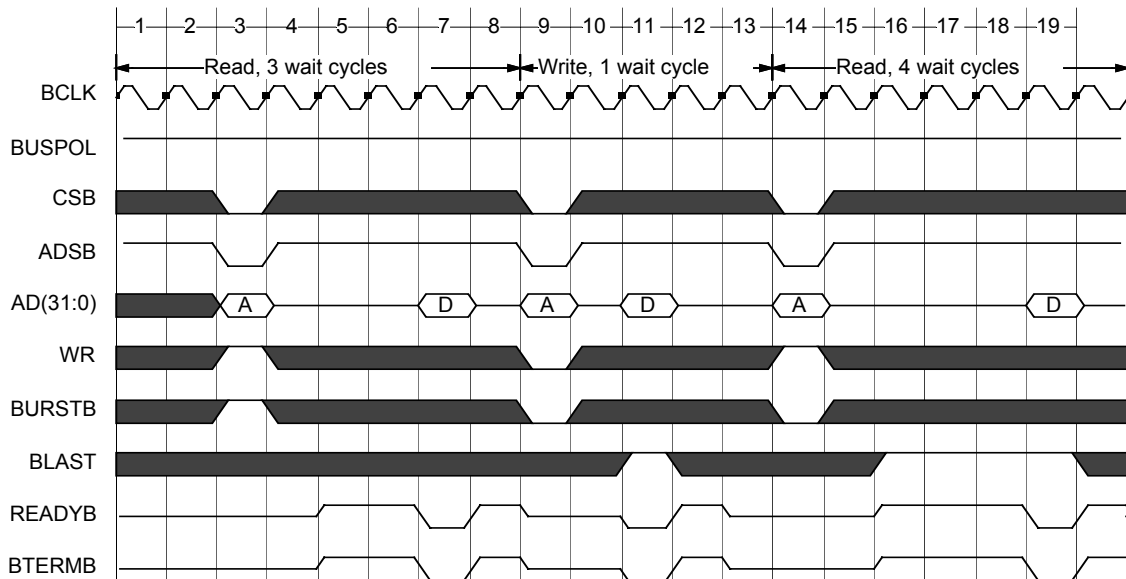 1 2 3 4 5 6 7 8 9 10 11 12 13 14 15 16 17 18 19
Read, 3 wait cycles Write, 1 wait cycle Read, 4 wait cycles
BCLK
BUSPOL
CSB
ADSB
AD(31:0) A D A D A D
WR
BURSTB
BLAST
READYB
BTERMB